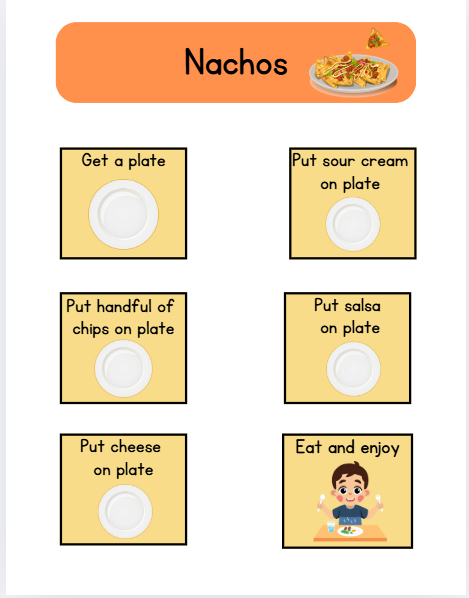 Nachos
Get a plate
Put handful of
chips on plate
Put cheese
on plate
Put sour cream
on plate
Put salsa
on plate
Eat and enjoy